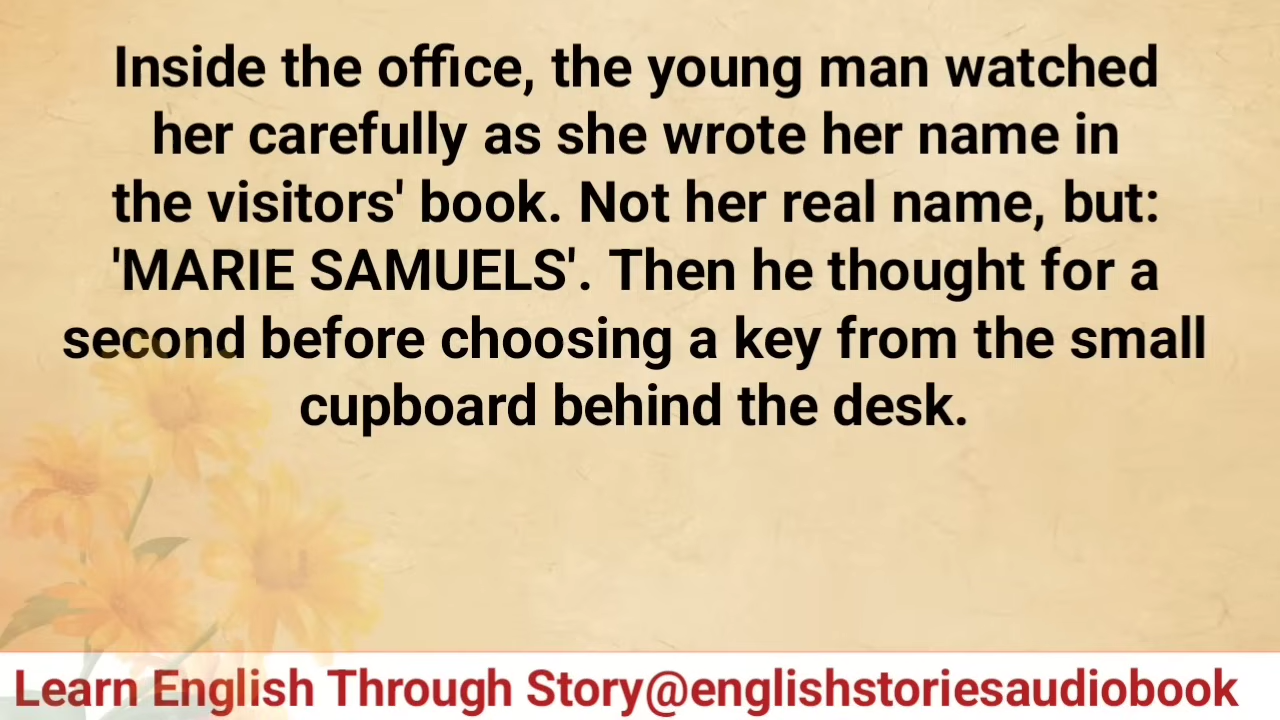 Inside the office, the young man watched
her carefully as she wrote her name in
the visitors' book. Not her real name, but:
'MARIE SAMUELS'. Then he thought for a
second before choosing a key from the small
cupboard behind the desk.
Learn English Through Story@englishstoriesaudiobook